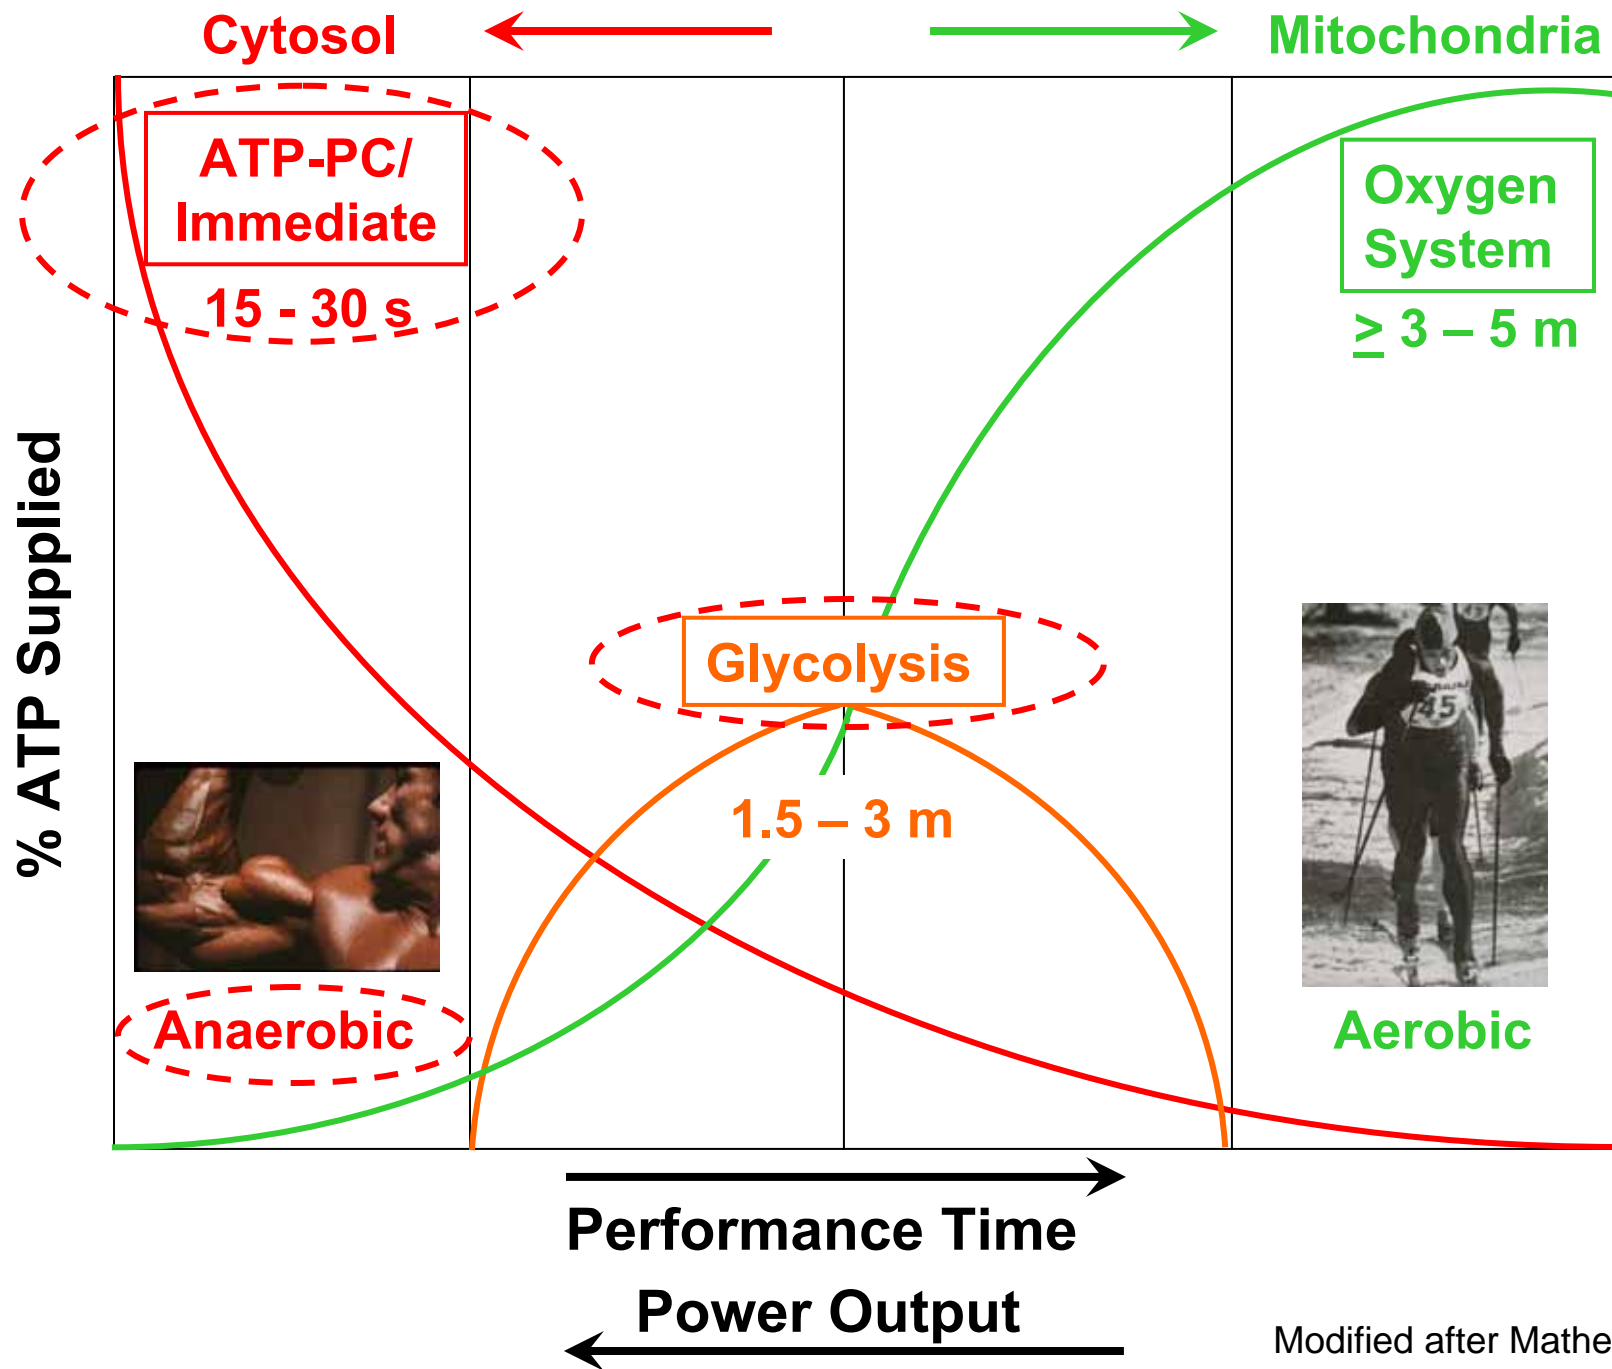 Cytosol
Mitochondria
ATP-PC/
Immediate
15 - 30 s
Oxygen
System
≥ 3 – 5 m
% ATP Supplied
Glycolysis
1.5 – 3 m
45
Anaerobic
Aerobic
Performance Time
Power Output
Modified after Mathe